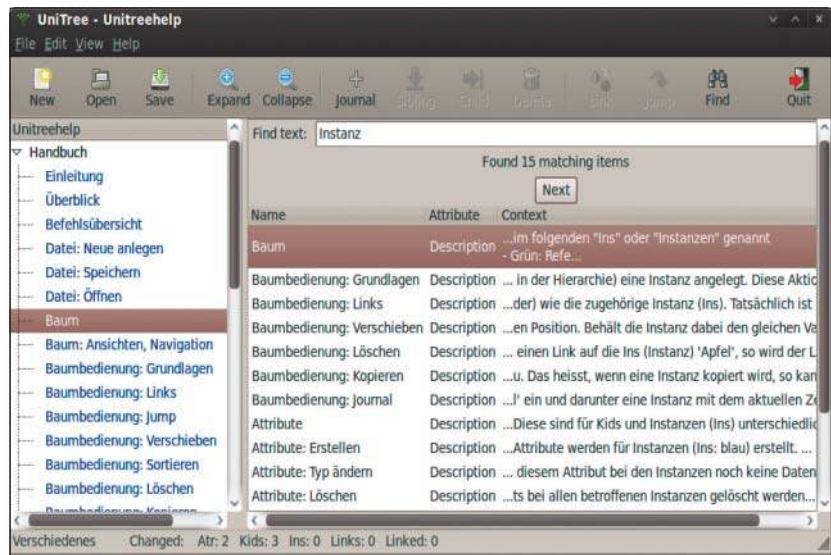 UniTree - Unitreehelp
File Edit View Help
New Open Save Expand Collapse Journal Sibling Child Delete Link Jump Find Quit
Unitreehelp
Handbuch
Einleitung
Überblick
Befehlsübersicht
Datei: Neue anlegen
Datei: Speichern
Datei: Öffnen
Baum
Baum: Ansichten, Navigation
Baumbedienung: Grundlagen
Baumbedienung: Links
Baumbedienung: Jump
Baumbedienung: Verschieben
Baumbedienung: Sortieren
Baumbedienung: Löschen
Find text: Instanz
Found 15 matching items
Next
Name Attribute Context
Baum Description ...im folgenden "Ins" oder "Instanzen" genannt
- Grün: Refe...
Baumbedienung: Grundlagen Description ... in der Hierarchie) eine Instanz angelegt. Diese Aktio
Baumbedienung: Links Description ...der) wie die zugehörige Instanz (Ins). Tatsächlich ist
Baumbedienung: Verschieben Description ...en Position. Behält die Instanz dabei den gleichen Va
Baumbedienung: Löschen Description ... einen Link auf die Ins (Instanz) 'Apfel', so wird der L
Baumbedienung: Kopieren Description ...u. Das heisst, wenn eine Instanz kopiert wird, so kan
Baumbedienung: Journal Description ...l' ein und darunter eine Instanz mit dem aktuellen Ze
Attribute Description ...Diese sind für Kids und Instanzen (Ins) unterschiedlic
Attribute: Erstellen Description ...Attribute werden für Instanzen (Ins: blau) erstellt. ...
Attribute: Typ ändern Description ... diesem Attribut bei den Instanzen noch keine Daten
Attribute: Löschen Description ...ts bei allen betroffenen Instanzen gelöscht werden...
Verschiedenes Changed: Atr: 2 Kids: 3 Ins: 0 Links: 0 Linked: 0